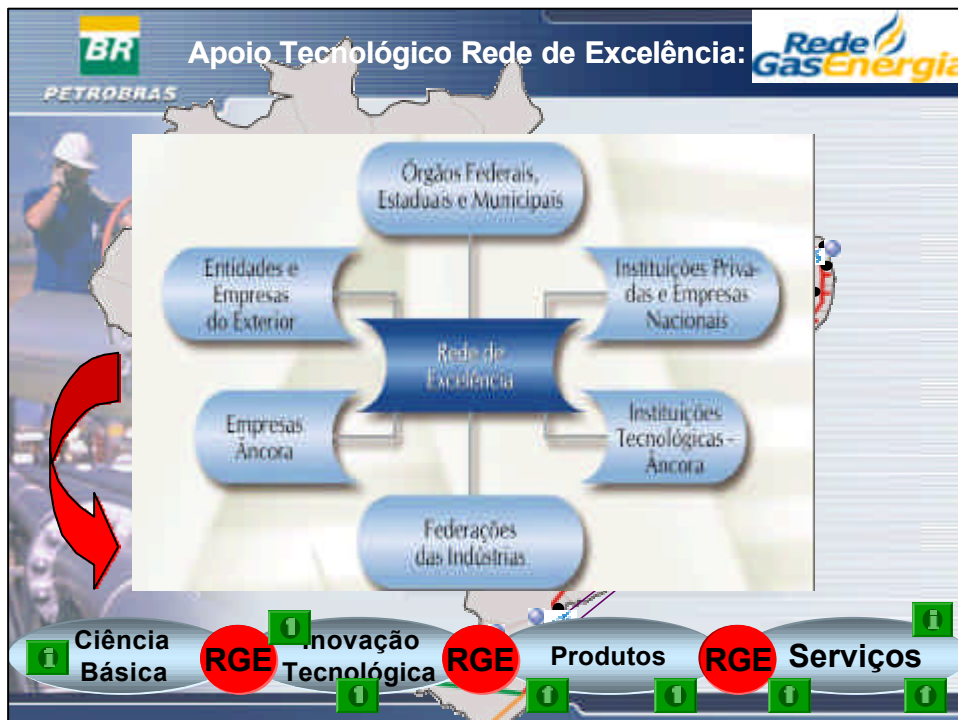 BR
PETROBRAS
Apoio Tecnológico Rede de Excelência:
Rede
GasEnergia
Órgãos Federais,
Estaduais e Municipais
Entidades e
Empresas
do Exterior
Instituições Priva-
das e Empresas
Nacionais
Rede de
Excelência
Empresas
Âncora
Instituições
Tecnológicas -
Âncora
Federações
das Indústrias
Ciência
Básica
RGE
Inovação
Tecnológica
RGE
Produtos
RGE
Serviços